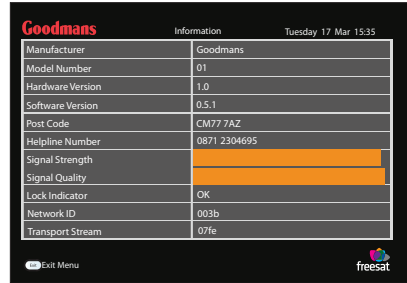 Goodmans Information Tuesday 17 Mar 15:35
Manufacturer Goodmans
Model Number 01
Hardware Version 1.0
Software Version 0.5.1
Post Code CM77 7AZ
Helpline Number 0871 2304695
Signal Strength
Signal Quality
Lock Indicator OK
Network ID 003b
Transport Stream 07fe
Exit Exit Menu
freesat